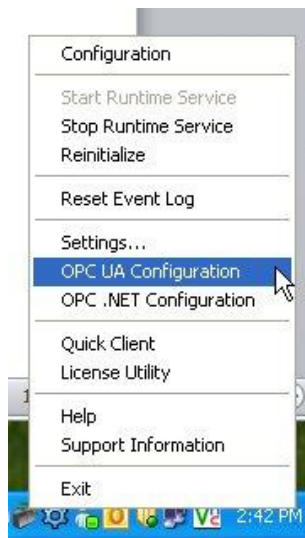 Configuration
Start Runtime Service
Stop Runtime Service
Reinitialize
Reset Event Log
Settings...
OPC UA Configuration
OPC .NET Configuration
Quick Client
License Utility
Help
Support Information
Exit
2:42 PM